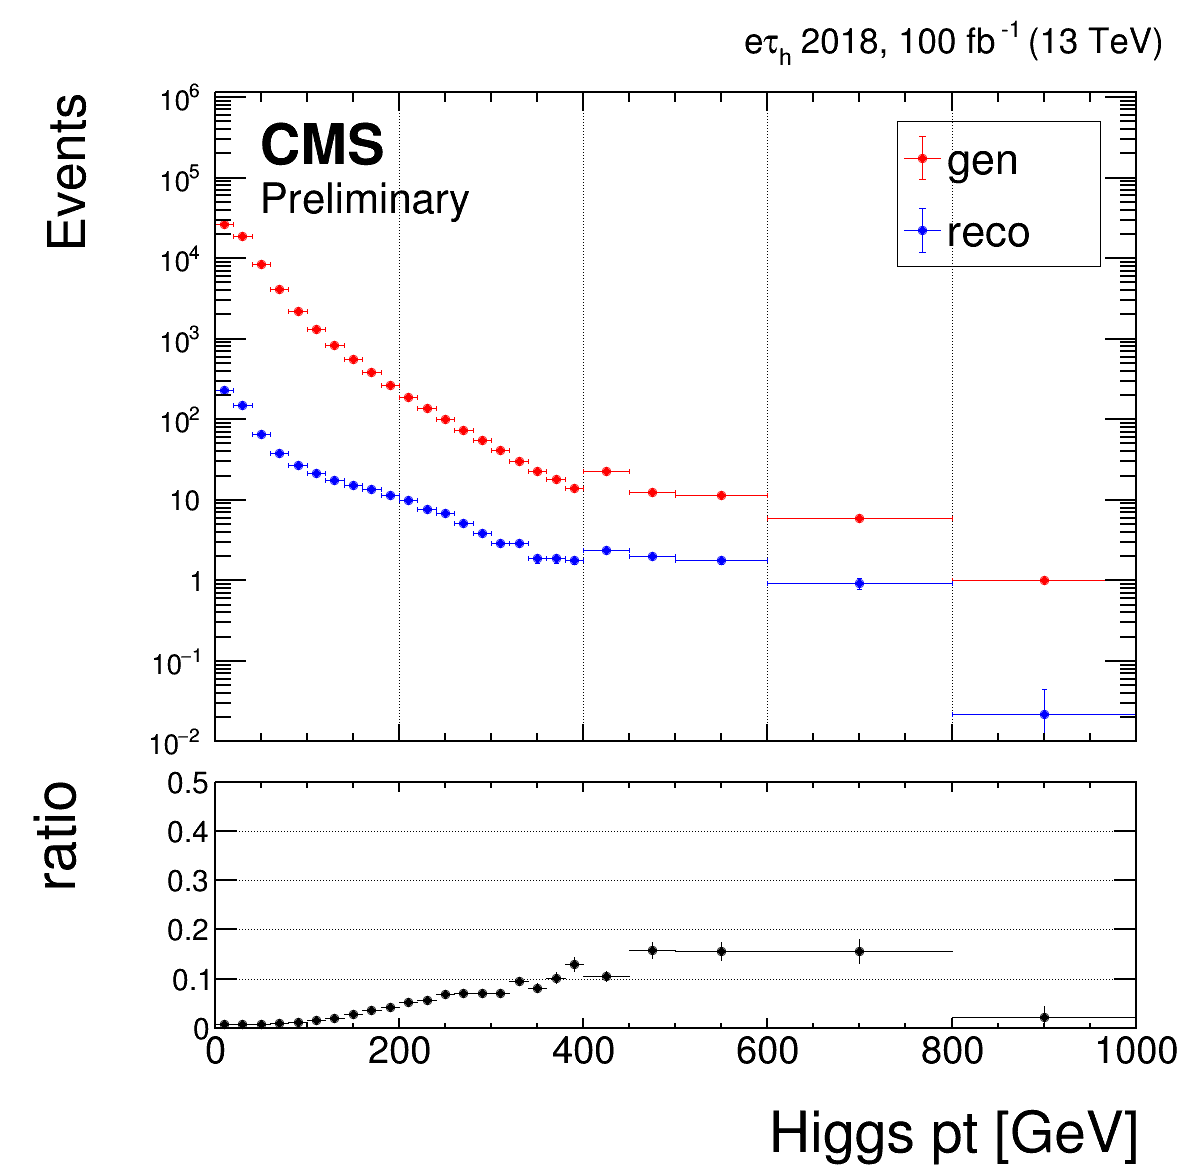 eτh 2018, 100 fb-1 (13 TeV)
Events
CMS
Preliminary
gen
reco
10^6
10^5
10^4
10^3
10^2
10
1
10^−1
10^−2
ratio
0.5
0.4
0.3
0.2
0.1
0
0 200 400 600 800 1000
Higgs pt [GeV]